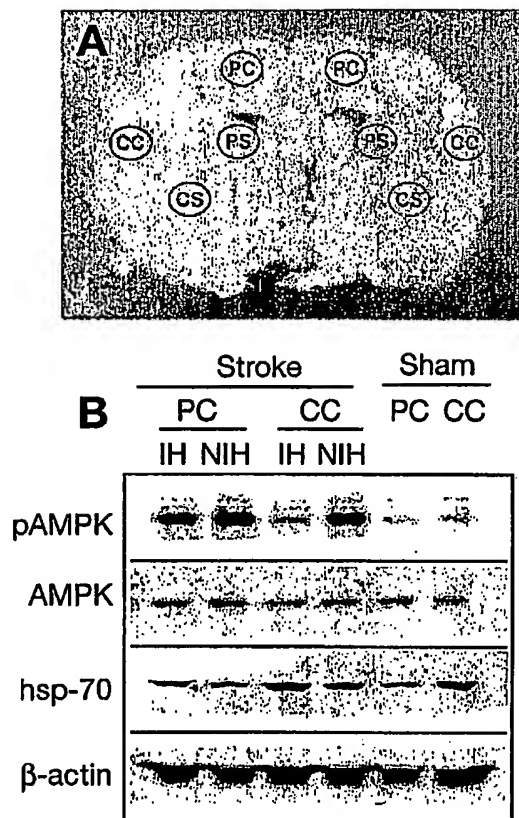 A
PC PC
CC PS PS CC
CS CS
Stroke Sham
B PC CC PC CC
IH NIH IH NIH
pAMPK
AMPK
hsp-70
β-actin